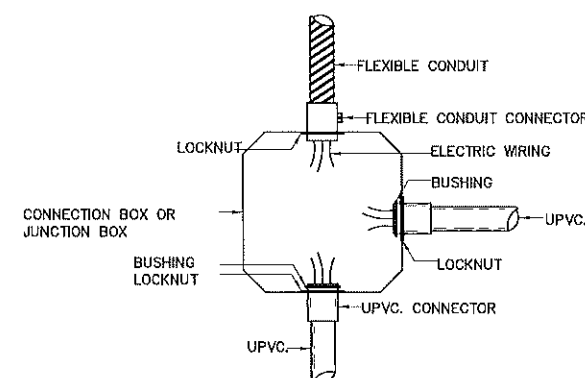 FLEXIBLE CONDUIT
FLEXIBLE CONDUIT CONNECTOR
LOCKNUT
ELECTRIC WIRING
BUSHING
CONNECTION BOX OR
JUNCTION BOX
UPVC.
BUSHING
LOCKNUT
LOCKNUT
UPVC. CONNECTOR
UPVC.